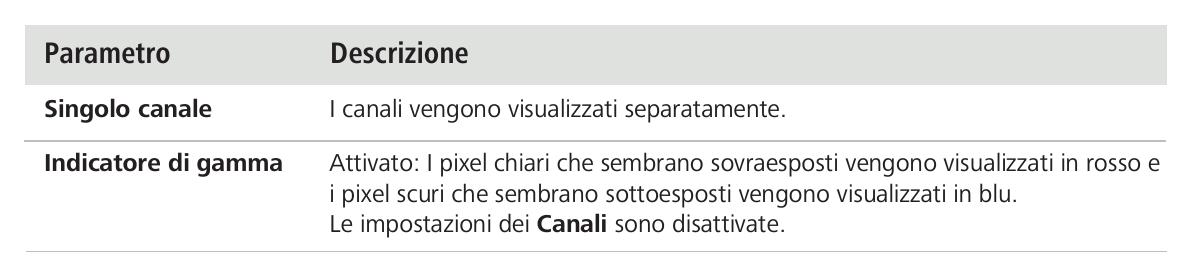 Parametro Descrizione
Singolo canale I canali vengono visualizzati separatamente.
Indicatore di gamma Attivato: I pixel chiari che sembrano sovraesposti vengono visualizzati in rosso e
i pixel scuri che sembrano sottoesposti vengono visualizzati in blu.
Le impostazioni dei Canali sono disattivate.